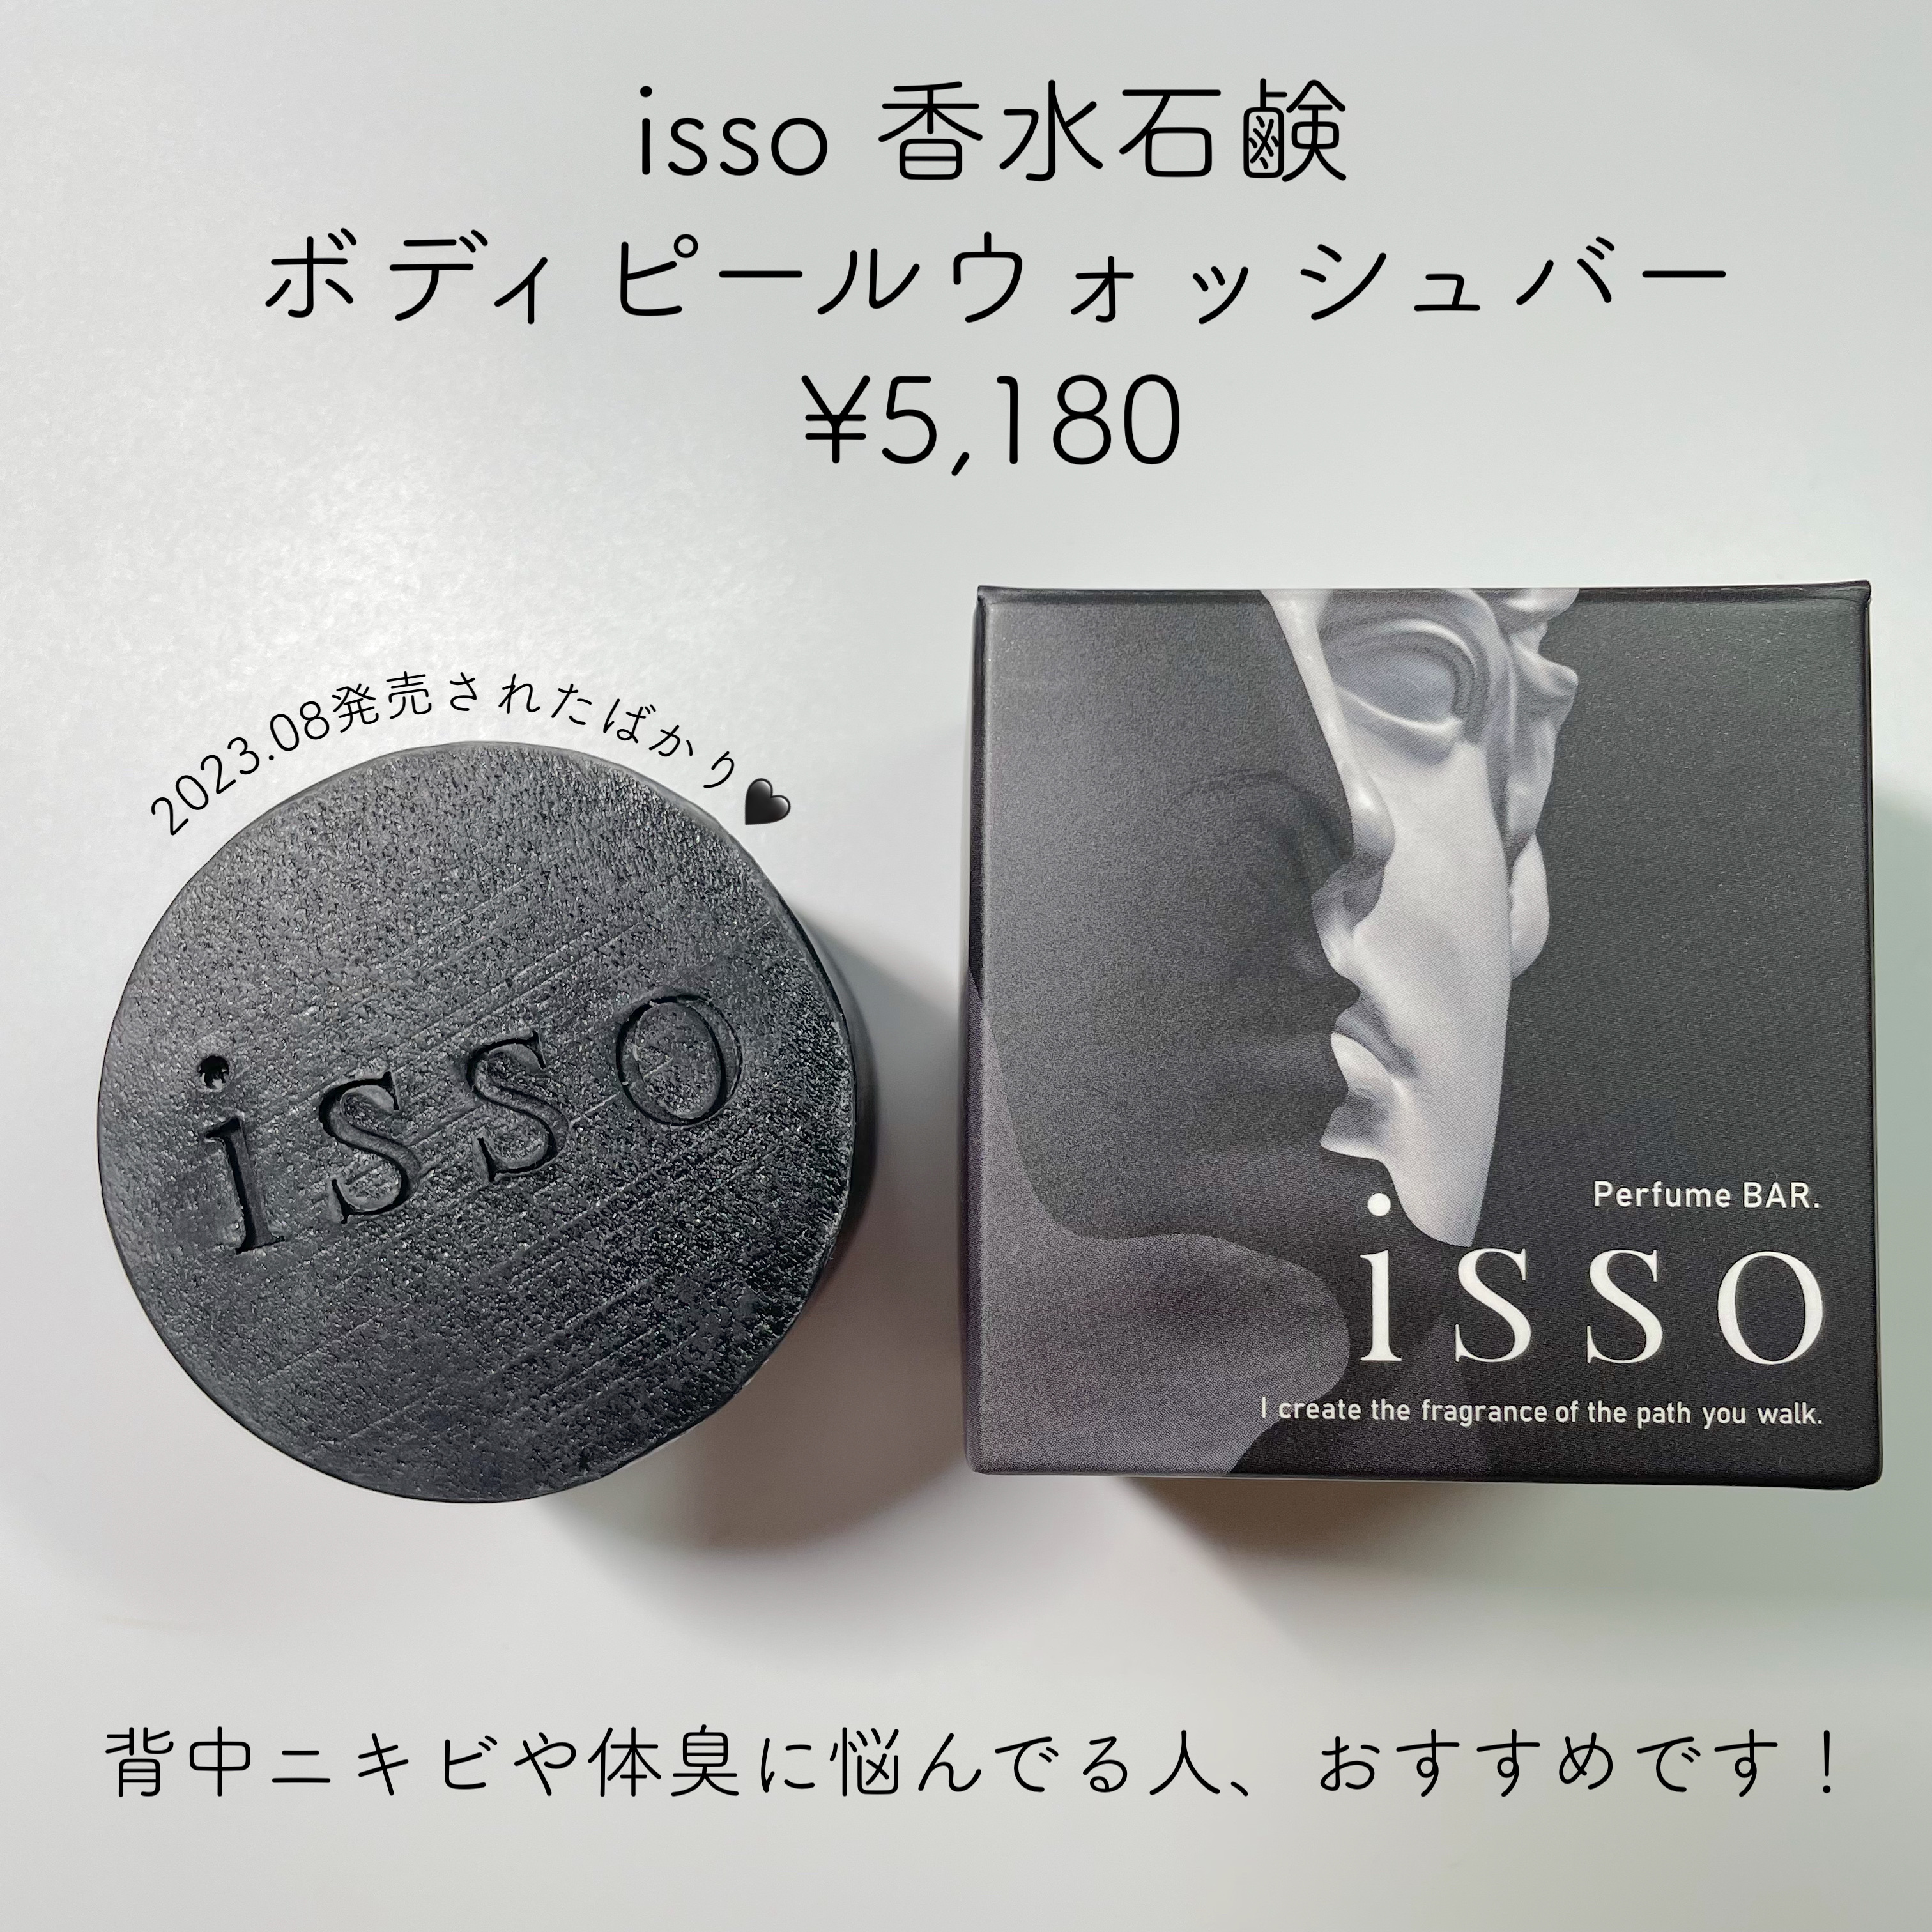 isso 香水石鹸
ボディピールウォッシュバー
¥5,180
2023.08発売されたばかり🖤
isso
Perfume BAR.
isso
I create the fragrance of the path you walk.
背中ニキビや体臭に悩んでる人、おすすめです！